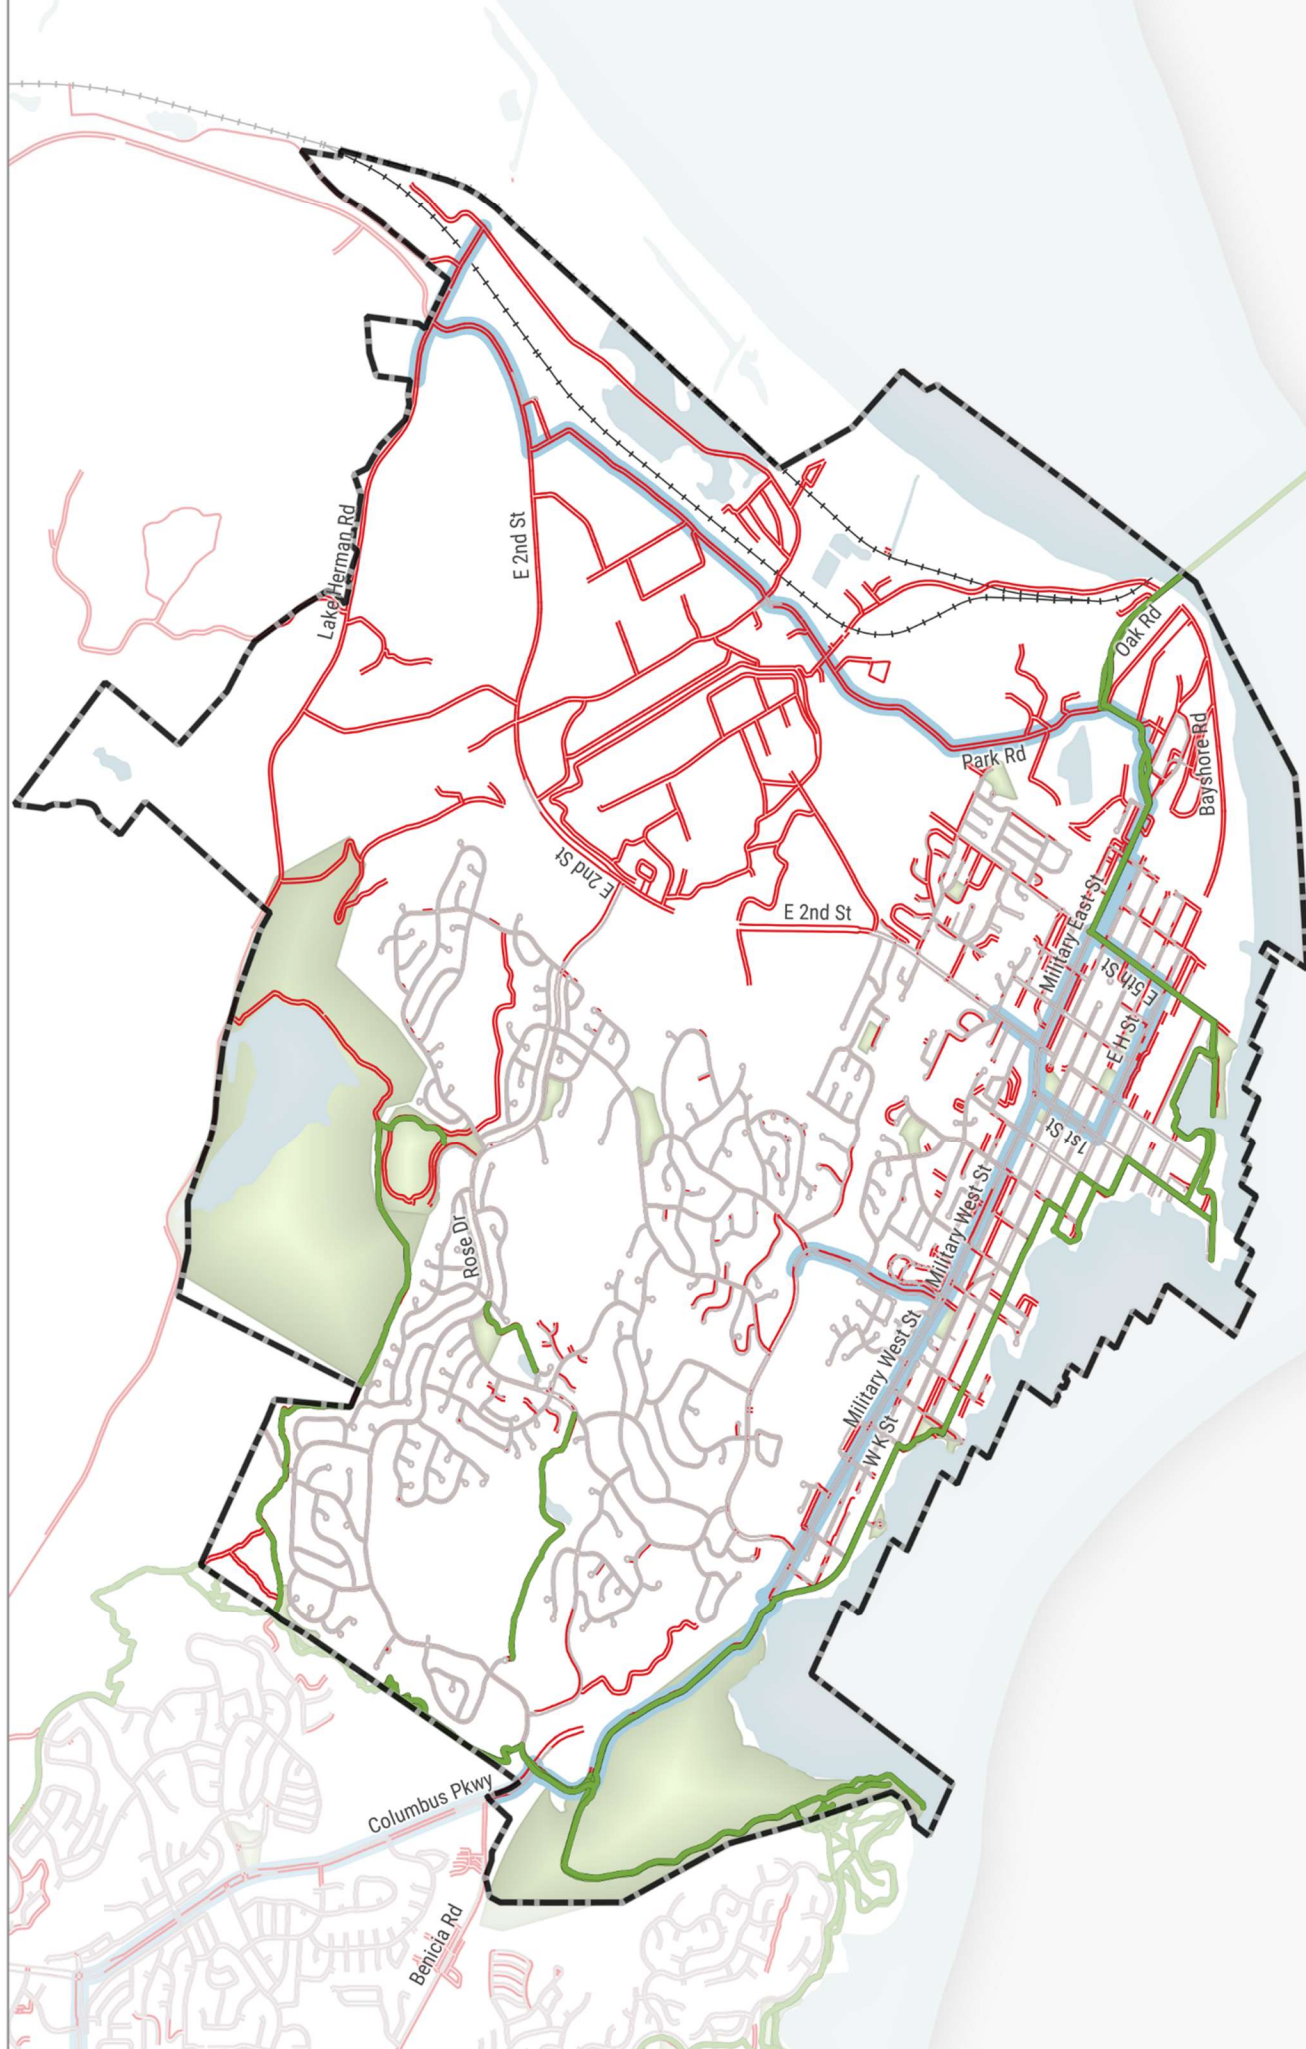 Lake Herman Rd
E 2nd St
Oak Rd
Bayshore Rd
Park Rd
E 2nd St
E 2nd St
Military East St
E 5th St
E H St
1st St
Military West St
Rose Dr
Military West St
W K St
Columbus Pkwy
Benicia Rd